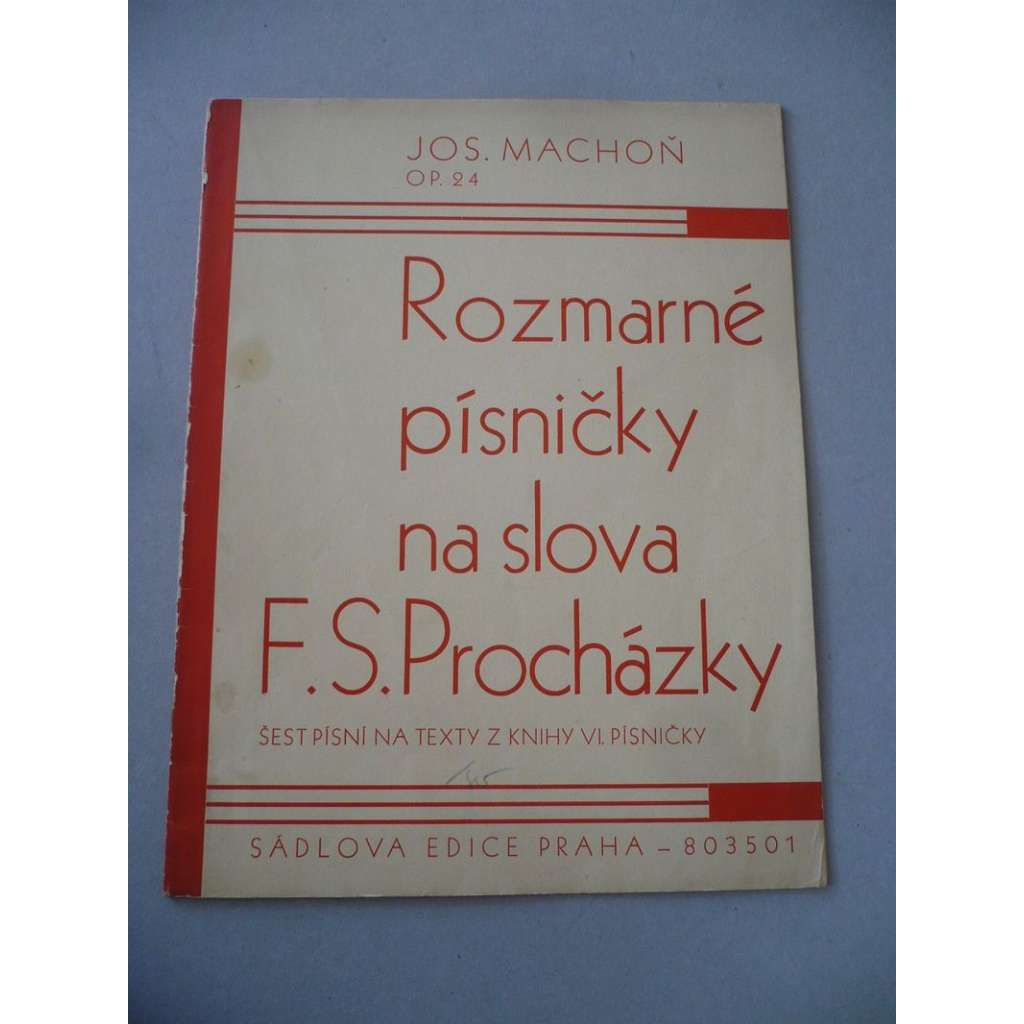 JOS. MACHOŇ
OP. 24
Rozmarné
písničky
na slova
F. S. Procházky
ŠEST PÍSNÍ NA TEXTY Z KNIHY VI. PÍSNIČKY
SÁDLOVA EDICE PRAHA – 803501